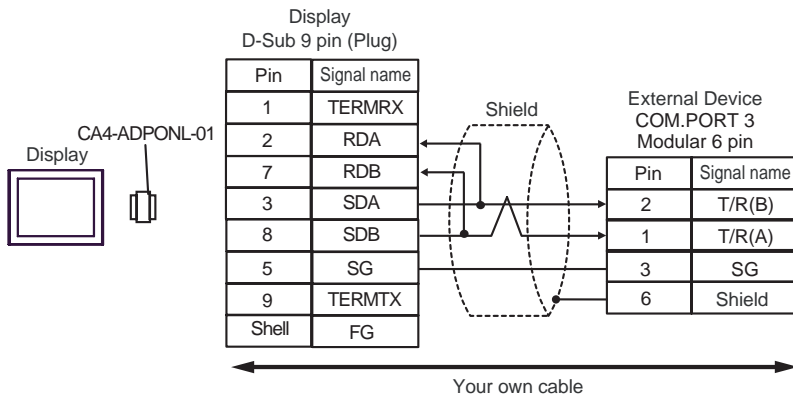 Display
D-Sub 9 pin (Plug)
Pin Signal name
1 TERMRX
2 RDA
7 RDB
3 SDA
8 SDB
5 SG
9 TERMTX
Shell FG
CA4-ADPONL-01
Display
Shield
External Device
COM.PORT 3
Modular 6 pin
Pin Signal name
2 T/R(B)
1 T/R(A)
3 SG
6 Shield
Your own cable